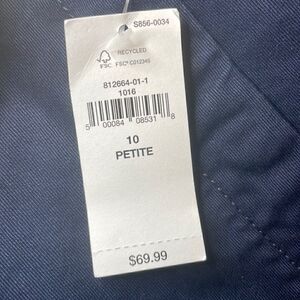 S856-0034
RECYCLED
FSC FSC® C012345
812664-01-1
1016
5 00084 08531 8
10
PETITE
$69.99